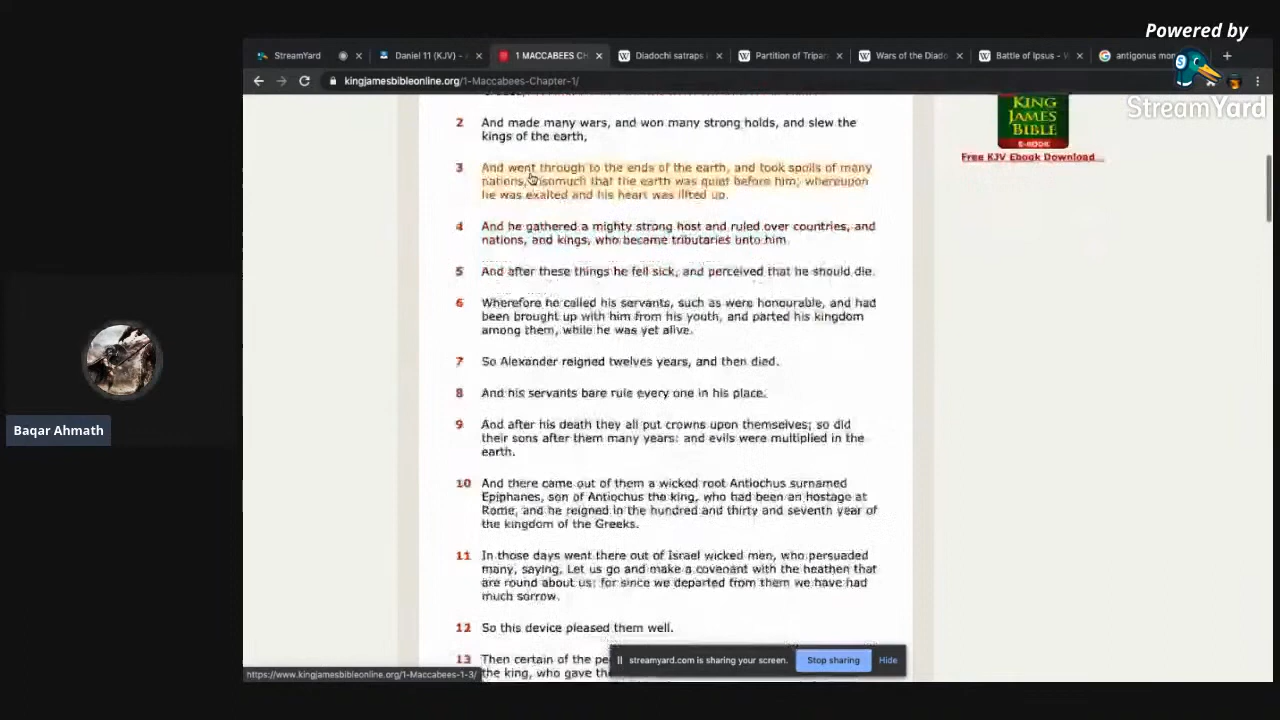 Powered by
StreamYard
StreamYard
Daniel 11 (KJV) -
1 MACCABEES CH
Diadochi satraps
Partition of Tripar
Wars of the Diado
Battle of Ipsus -
antigonus mon
kingjamesbibleonline.org/1-Maccabees-Chapter-1/
KING
JAMES
BIBLE
E-BOOK
Free KJV Ebook Download
2 And made many wars, and won many strong holds, and slew the
kings of the earth,
3 And went through to the ends of the earth, and took spoils of many
nations, insomuch that the earth was quiet before him; whereupon
he was exalted and his heart was lifted up.
4 And he gathered a mighty strong host and ruled over countries, and
nations, and kings, who became tributaries unto him
5 And after these things he fell sick, and perceived that he should die.
6 Wherefore he called his servants, such as were honourable, and had
been brought up with him from his youth, and parted his kingdom
among them, while he was yet alive.
7 So Alexander reigned twelves years, and then died.
8 And his servants bare rule every one in his place.
9 And after his death they all put crowns upon themselves; so did
their sons after them many years: and evils were multiplied in the
earth.
10 And there came out of them a wicked root Antiochus surnamed
Epiphanes, son of Antiochus the king, who had been an hostage at
Rome, and he reigned in the hundred and thirty and seventh year of
the kingdom of the Greeks.
11 In those days went there out of Israel wicked men, who persuaded
many, saying, Let us go and make a covenant with the heathen that
are round about us: for since we departed from them we have had
much sorrow.
12 So this device pleased them well.
13 Then certain of the pe
the king, who gave th
streamyard.com is sharing your screen.
Stop sharing
Hide
https://www.kingjamesbibleonline.org/1-Maccabees-1-3/
Baqar Ahmath